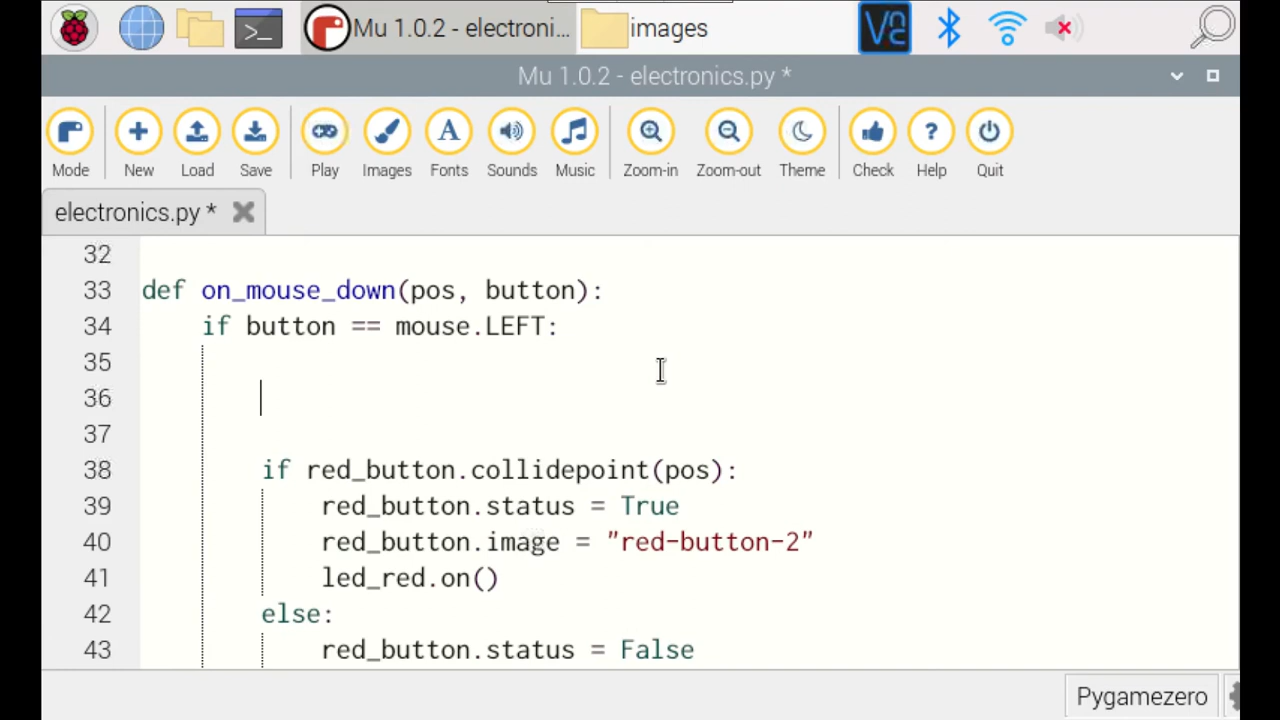 Mu 1.0.2 - electroni...
images
Mu 1.0.2 - electronics.py *
Mode
New
Load
Save
Play
Images
Fonts
Sounds
Music
Zoom-in
Zoom-out
Theme
Check
Help
Quit
electronics.py *
32
33 def on_mouse_down(pos, button):
34 if button == mouse.LEFT:
35
36
37
38 if red_button.collidepoint(pos):
39 red_button.status = True
40 red_button.image = "red-button-2"
41 led_red.on()
42 else:
43 red_button.status = False
Pygamezero